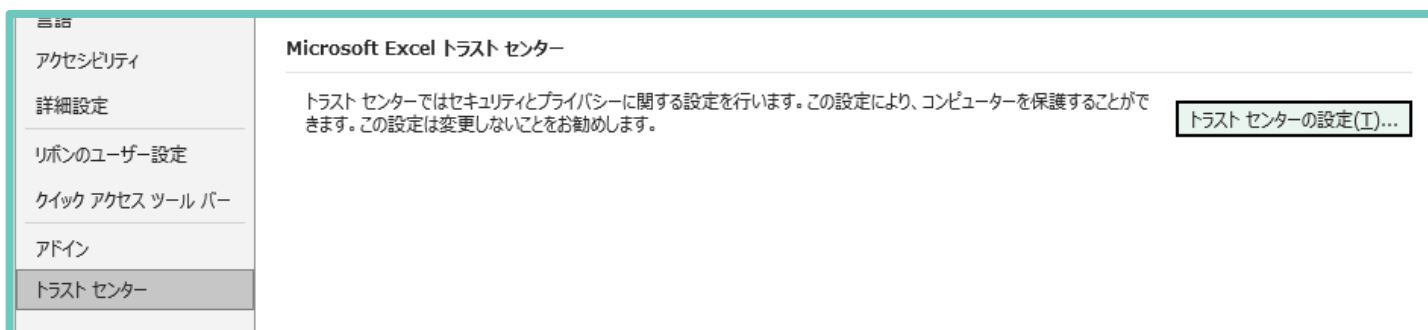 言語
アクセシビリティ
詳細設定
リボンのユーザー設定
クイック アクセス ツール バー
アドイン
トラスト センター
Microsoft Excel トラスト センター
トラスト センターではセキュリティとプライバシーに関する設定を行います。この設定により、コンピューターを保護することがで
きます。この設定は変更しないことをお勧めします。
トラスト センターの設定(T)...